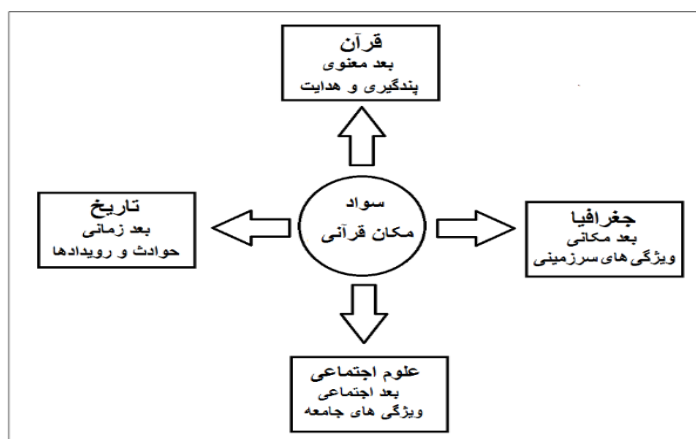 قرآن
بعد معنوی
پندگیری و هدایت
سواد
مکان قرآنی
تاریخ
بعد زمانی
حوادث و رویدادها
جغرافیا
بعد مکانی
ویژگی های سرزمینی
علوم اجتماعی
بعد اجتماعی
ویژگی های جامعه